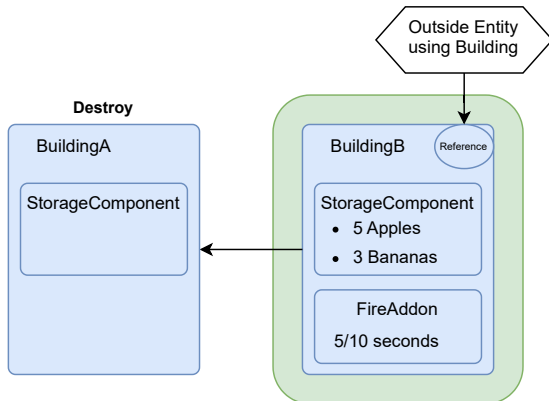 Outside Entity
using Building
Destroy
BuildingA
StorageComponent
BuildingB
Reference
StorageComponent
• 5 Apples
• 3 Bananas
FireAddon
5/10 seconds